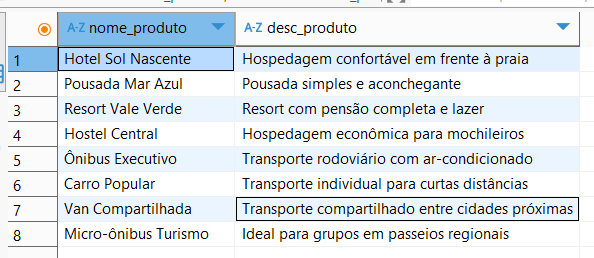 A-Z nome_produto A-Z desc_produto
1 Hotel Sol Nascente Hospedagem confortável em frente à praia
2 Pousada Mar Azul Pousada simples e aconchegante
3 Resort Vale Verde Resort com pensão completa e lazer
4 Hostel Central Hospedagem econômica para mochileiros
5 Ônibus Executivo Transporte rodoviário com ar-condicionado
6 Carro Popular Transporte individual para curtas distâncias
7 Van Compartilhada Transporte compartilhado entre cidades próximas
8 Micro-ônibus Turismo Ideal para grupos em passeios regionais